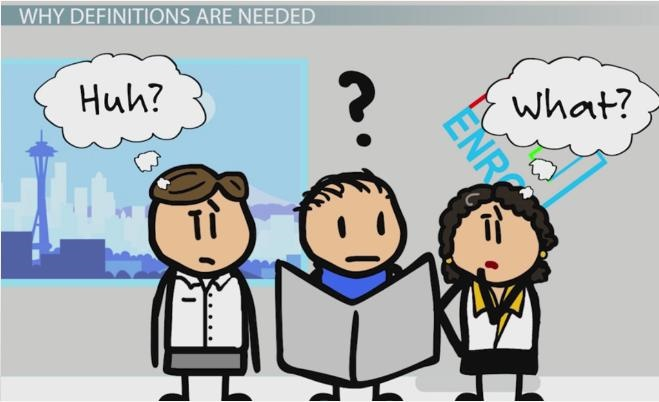 WHY DEFINITIONS ARE NEEDED
Huh?
?
What?
ENRO